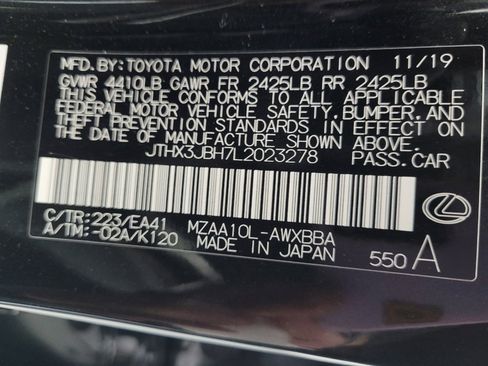 MFD.BY:TOYOTA MOTOR CORPORATION 11/19
GVWR 4410LB GAWR FR 2425LB RR 2425LB
THIS VEHICLE CONFORMS TO ALL APPLICABLE
FEDERAL MOTOR VEHICLE SAFETY,BUMPER,AND
THEFT PREVENTION STANDARDS IN EFFECT ON
THE DATE OF MANUFACTURE SHOWN ABOVE.
JTHX3JBH7L2023278 PASS.CAR
C/TR:223/EA41 MZAA10L-AWXBBA
A/TM:-02A/K120 MADE IN JAPAN
550 A